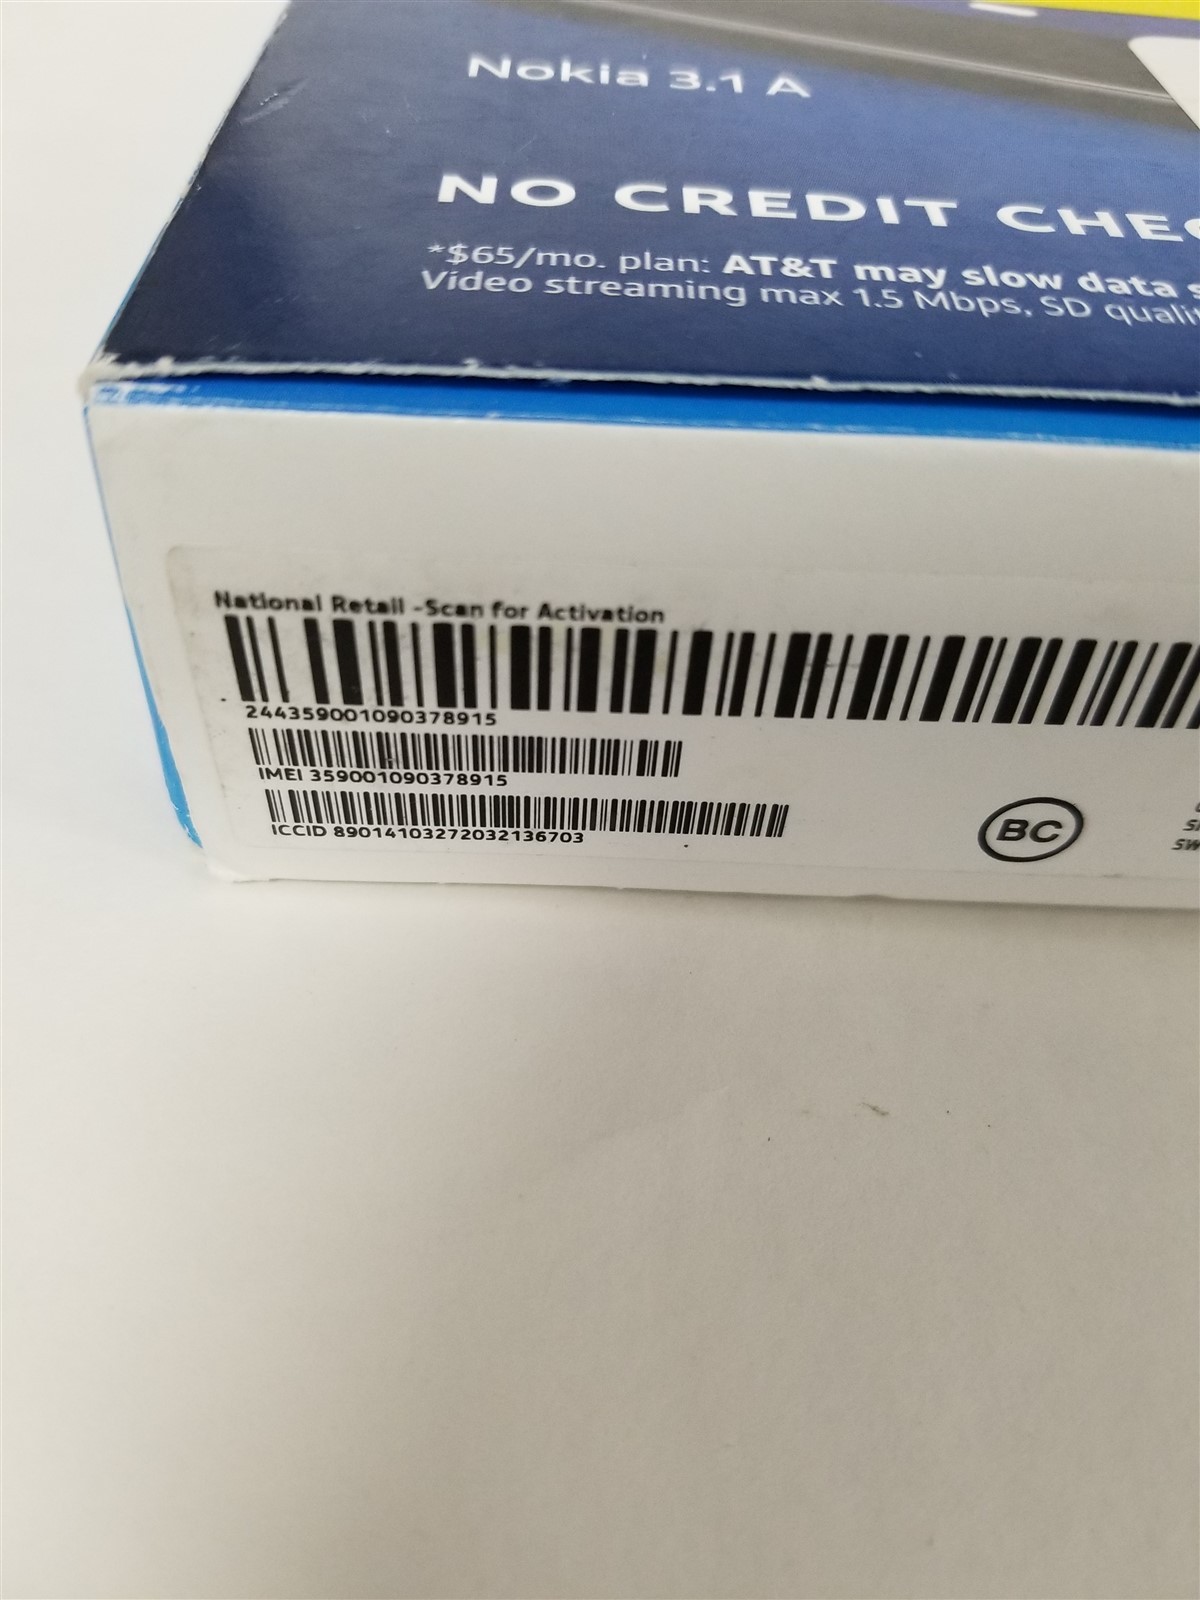 Nokia 3.1 A
NO CREDIT
*$65/mo. plan: AT&T may slow data
Video streaming max 1.5 Mbps, SD
National Retail -Scan for Activation
244359001090378915
IMEI 359001090378915
ICCID 89014103272032136703
BC